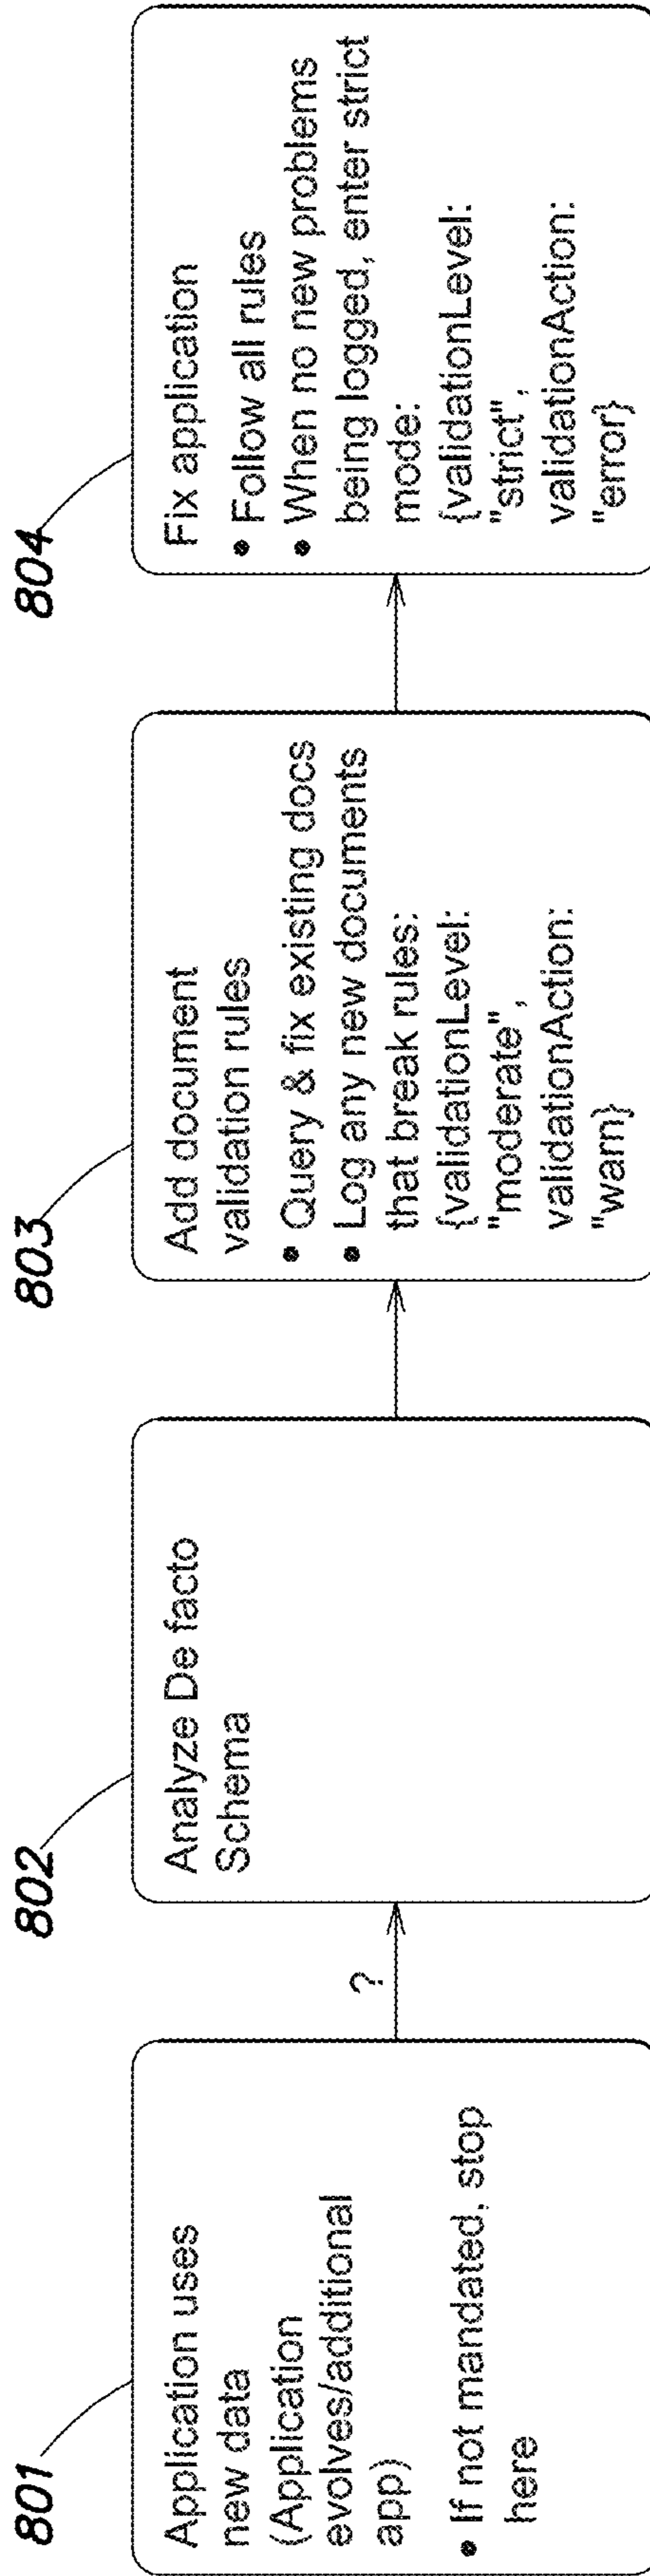 801
Application uses
new data
(Application
evolves/additional
app)
• If not mandated, stop
here
?
802
Analyze De facto
Schema
803
Add document
validation rules
• Query & fix existing docs
• Log any new documents
that break rules:
{validationLevel:
"moderate",
validationAction:
"warn}
804
Fix application
• Follow all rules
• When no new problems
being logged, enter strict
mode:
{validationLevel:
"strict",
validationAction:
"error}